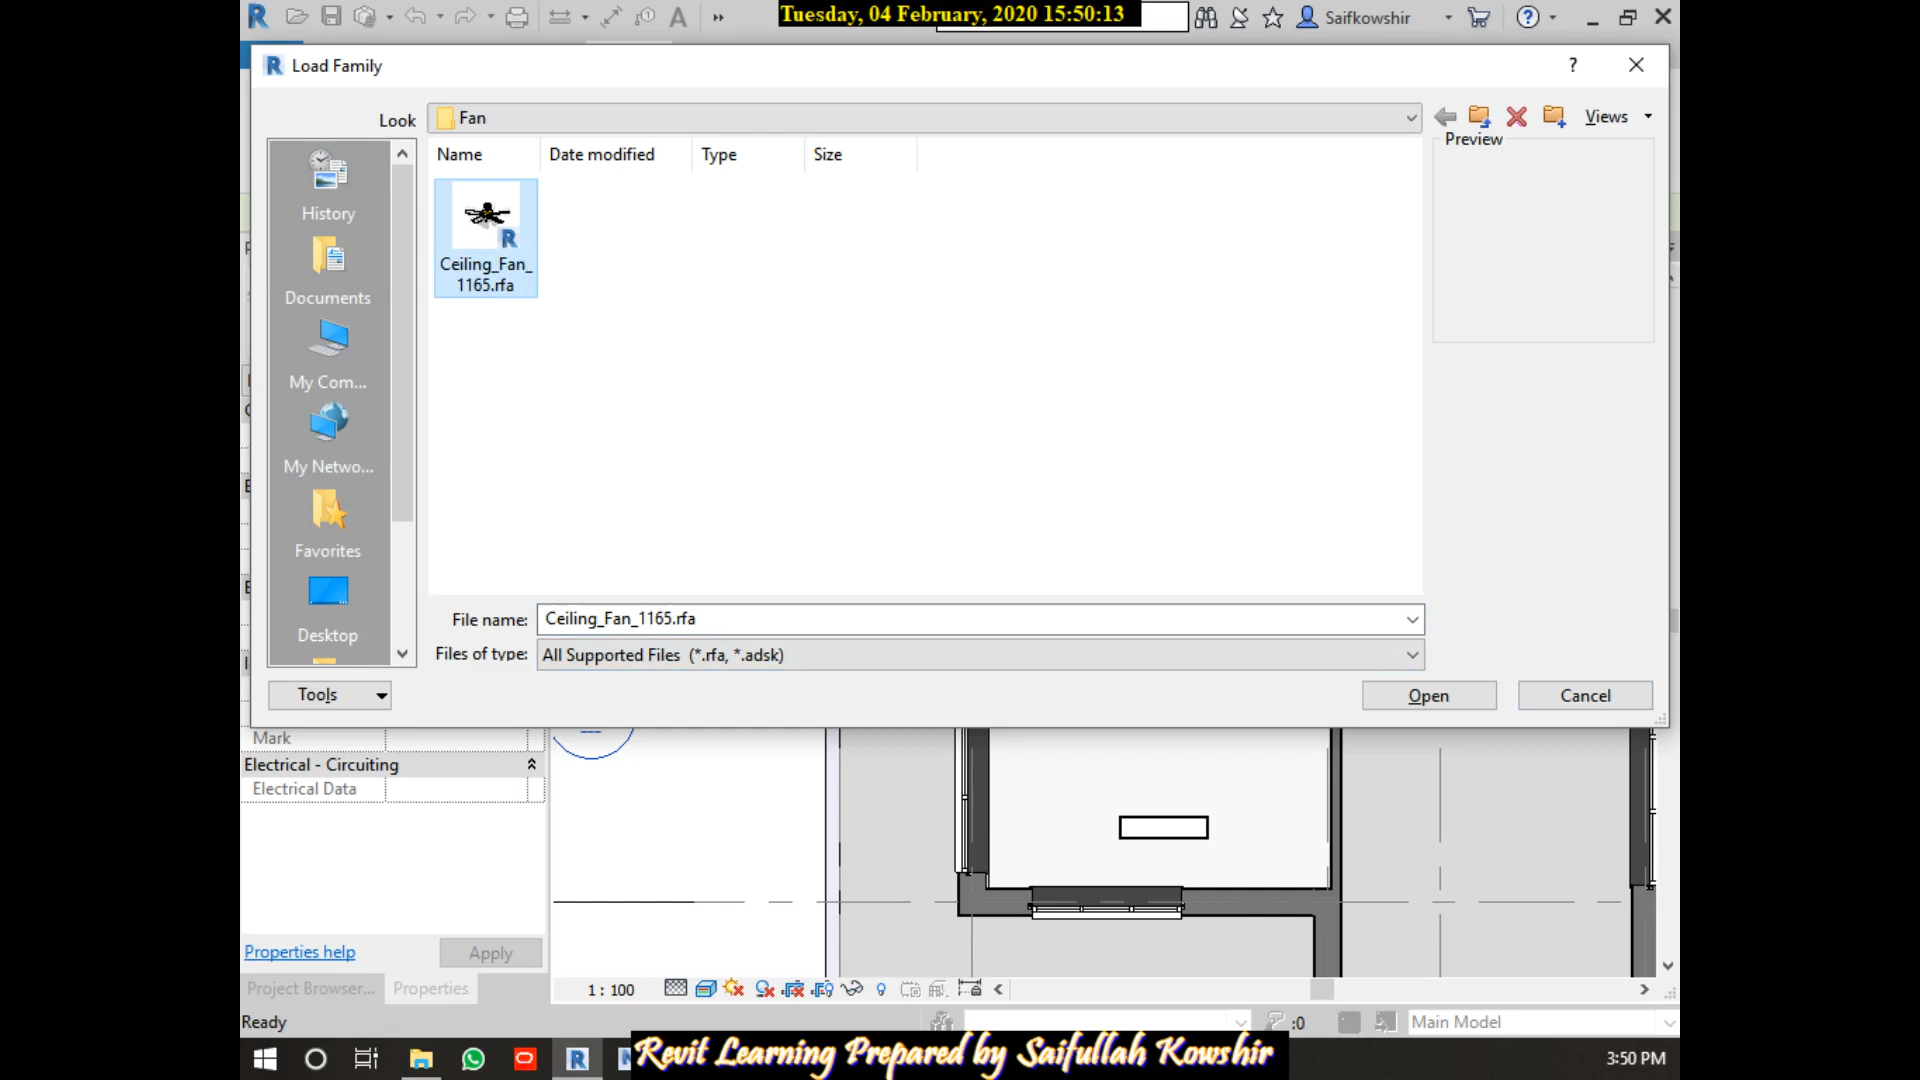 Tuesday, 04 February, 2020 15:50:13
Saifkowshir
Load Family
Look
Fan
Views
Preview
Name
Date modified
Type
Size
History
Documents
My Com...
My Netwo...
Favorites
Desktop
Ceiling_Fan_
1165.rfa
File name:
Ceiling_Fan_1165.rfa
Files of type:
All Supported Files (*.rfa, *.adsk)
Tools
Open
Cancel
Mark
Electrical - Circuiting
Electrical Data
Properties help
Apply
Project Browser...
Properties
1 : 100
Ready
:0
Main Model
Revit Learning Prepared by Saifullah Kowshir
3:50 PM